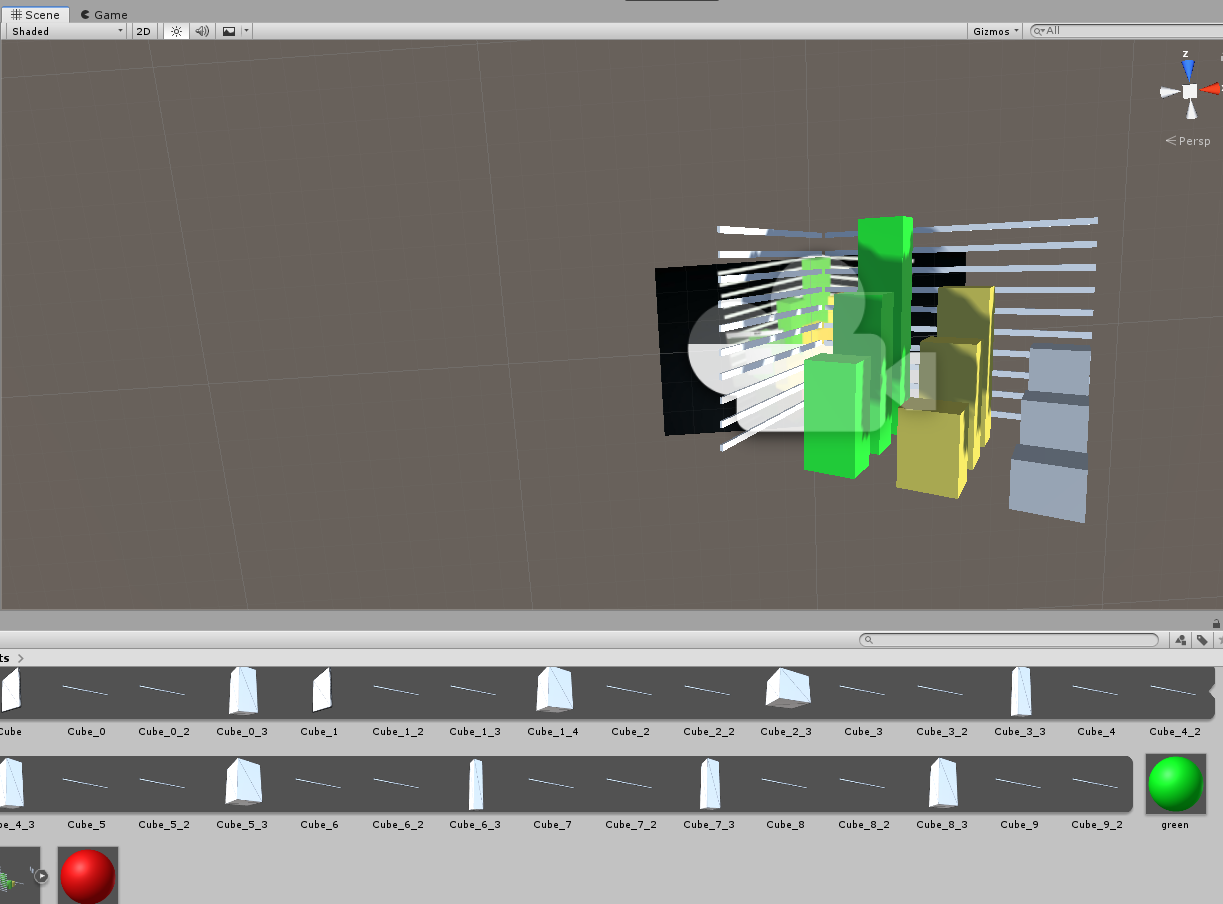 Scene Game
Shaded 2D Gizmos All
z
Persp
ts
Cube Cube_0 Cube_0_2 Cube_0_3 Cube_1 Cube_1_2 Cube_1_3 Cube_1_4 Cube_2 Cube_2_2 Cube_2_3 Cube_3 Cube_3_2 Cube_3_3 Cube_4 Cube_4_2
be_4_3 Cube_5 Cube_5_2 Cube_5_3 Cube_6 Cube_6_2 Cube_6_3 Cube_7 Cube_7_2 Cube_7_3 Cube_8 Cube_8_2 Cube_8_3 Cube_9 Cube_9_2 green